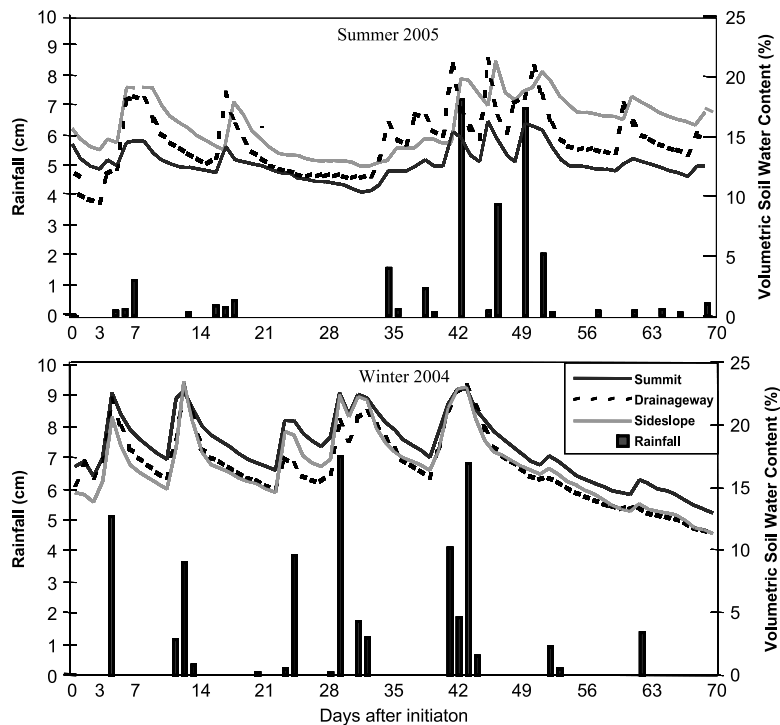 Summer 2005
Rainfall (cm)
10
9
8
7
6
5
4
3
2
1
0
25
20
15
10
5
0
Volumetric Soil Water Content (%)
0 3 7 14 21 28 35 42 49 56 63 70
Winter 2004
Rainfall (cm)
10
9
8
7
6
5
4
3
2
1
0
Summit
Drainageway
Sideslope
Rainfall
25
20
15
10
5
0
Volumetric Soil Water Content (%)
0 3 7 14 21 28 35 42 49 56 63 70
Days after initiaton